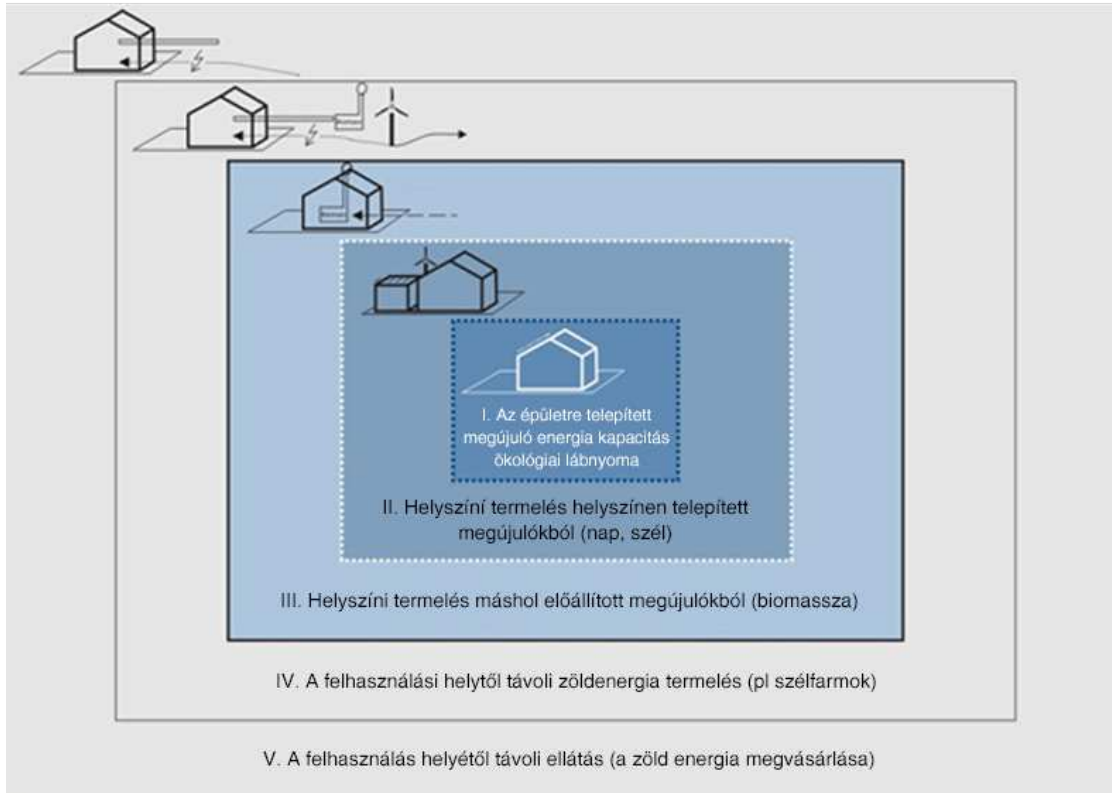 I. Az épületre telepített
megújuló energia kapacitás
ökológiai lábnyoma
II. Helyszíní termelés helyszínen telepített
megújulókból (nap, szél)
III. Helyszíni termelés máshol előállított megújulókból (biomassza)
IV. A felhasználási helytől távoli zöldenergia termelés (pl szélfarmok)
V. A felhasználás helyétől távoli ellátás (a zöld energia megvásárlása)